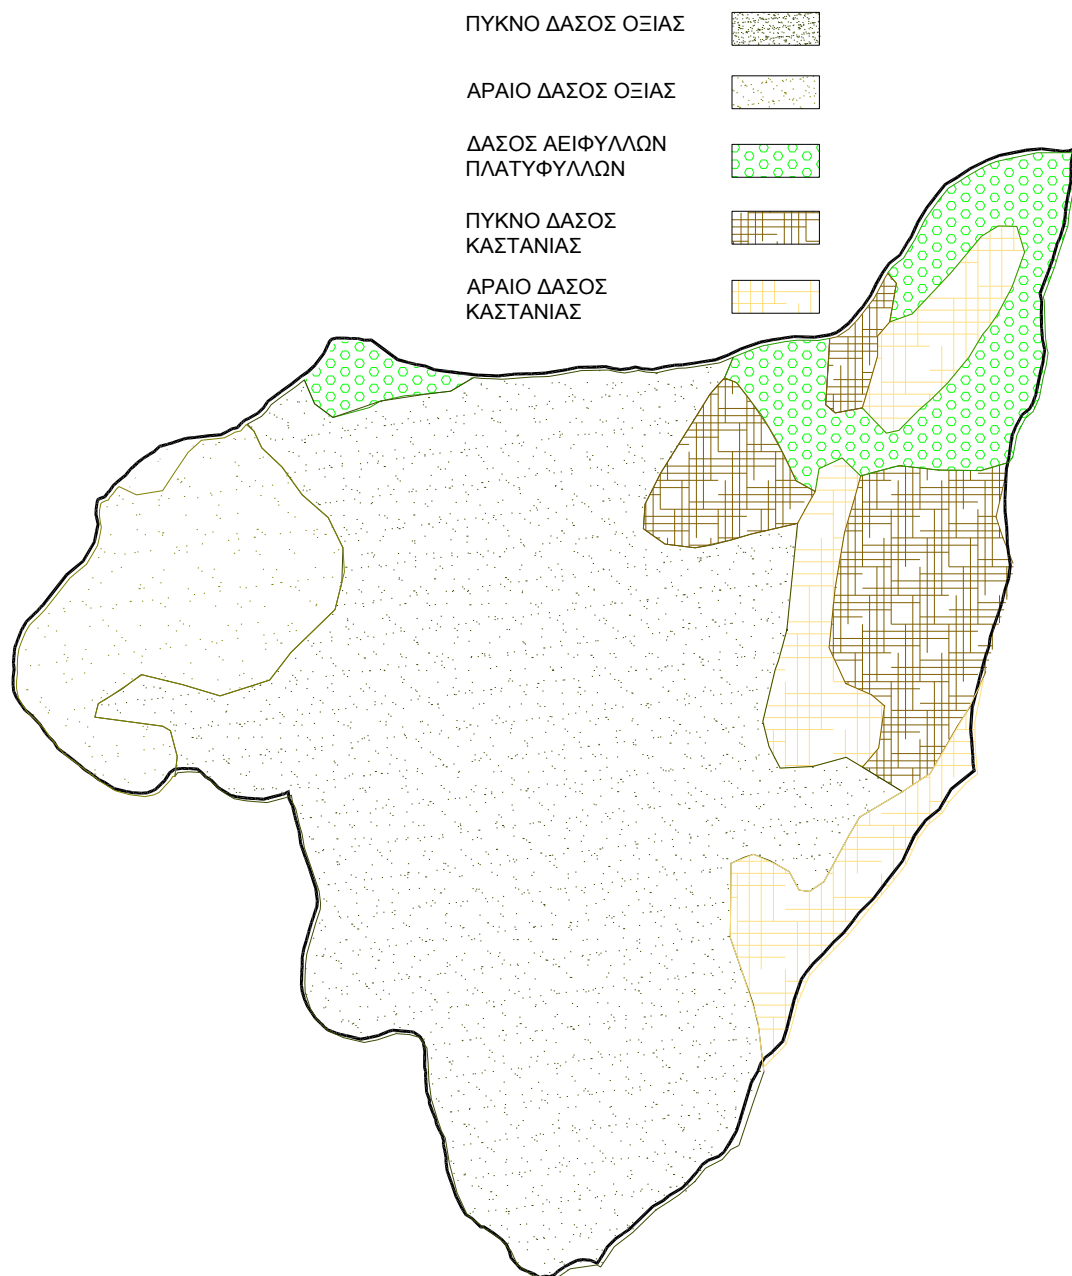 ΠΥΚΝΟ ΔΑΣΟΣ ΟΞΙΑΣ
ΑΡΑΙΟ ΔΑΣΟΣ ΟΞΙΑΣ
ΔΑΣΟΣ ΑΕΙΦΥΛΛΩΝ
ΠΛΑΤΥΦΥΛΛΩΝ
ΠΥΚΝΟ ΔΑΣΟΣ
ΚΑΣΤΑΝΙΑΣ
ΑΡΑΙΟ ΔΑΣΟΣ
ΚΑΣΤΑΝΙΑΣ